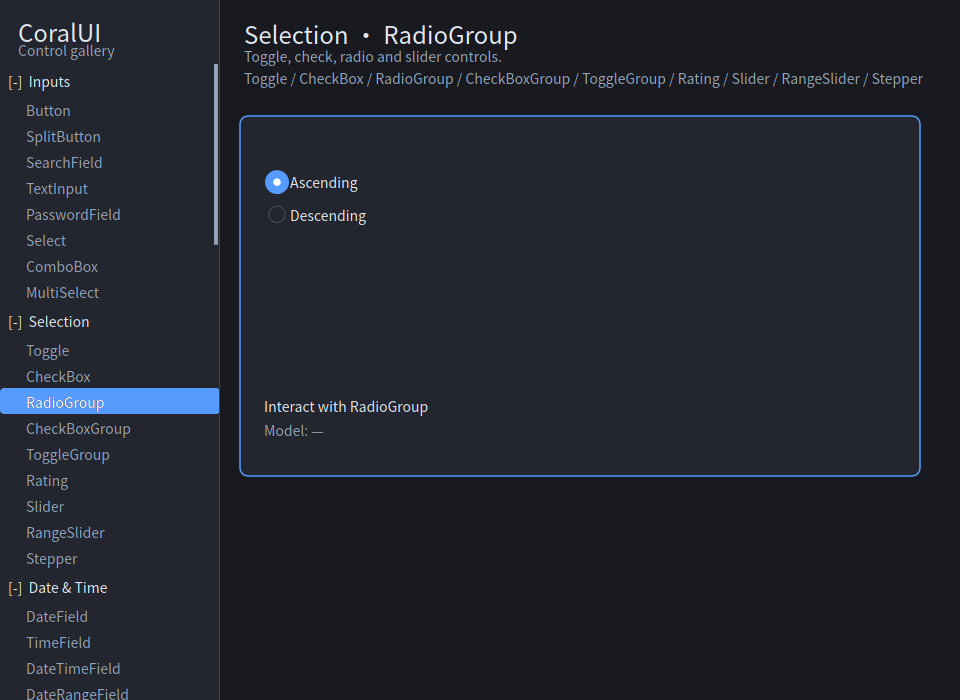 CoralUI
Control gallery
[-] Inputs
Button
SplitButton
SearchField
TextInput
PasswordField
Select
ComboBox
MultiSelect
[-] Selection
Toggle
CheckBox
RadioGroup
CheckBoxGroup
ToggleGroup
Rating
Slider
RangeSlider
Stepper
[-] Date & Time
DateField
TimeField
DateTimeField
DateRangeField
Selection • RadioGroup
Toggle, check, radio and slider controls.
Toggle / CheckBox / RadioGroup / CheckBoxGroup / ToggleGroup / Rating / Slider / RangeSlider / Stepper
Ascending
Descending
Interact with RadioGroup
Model: —